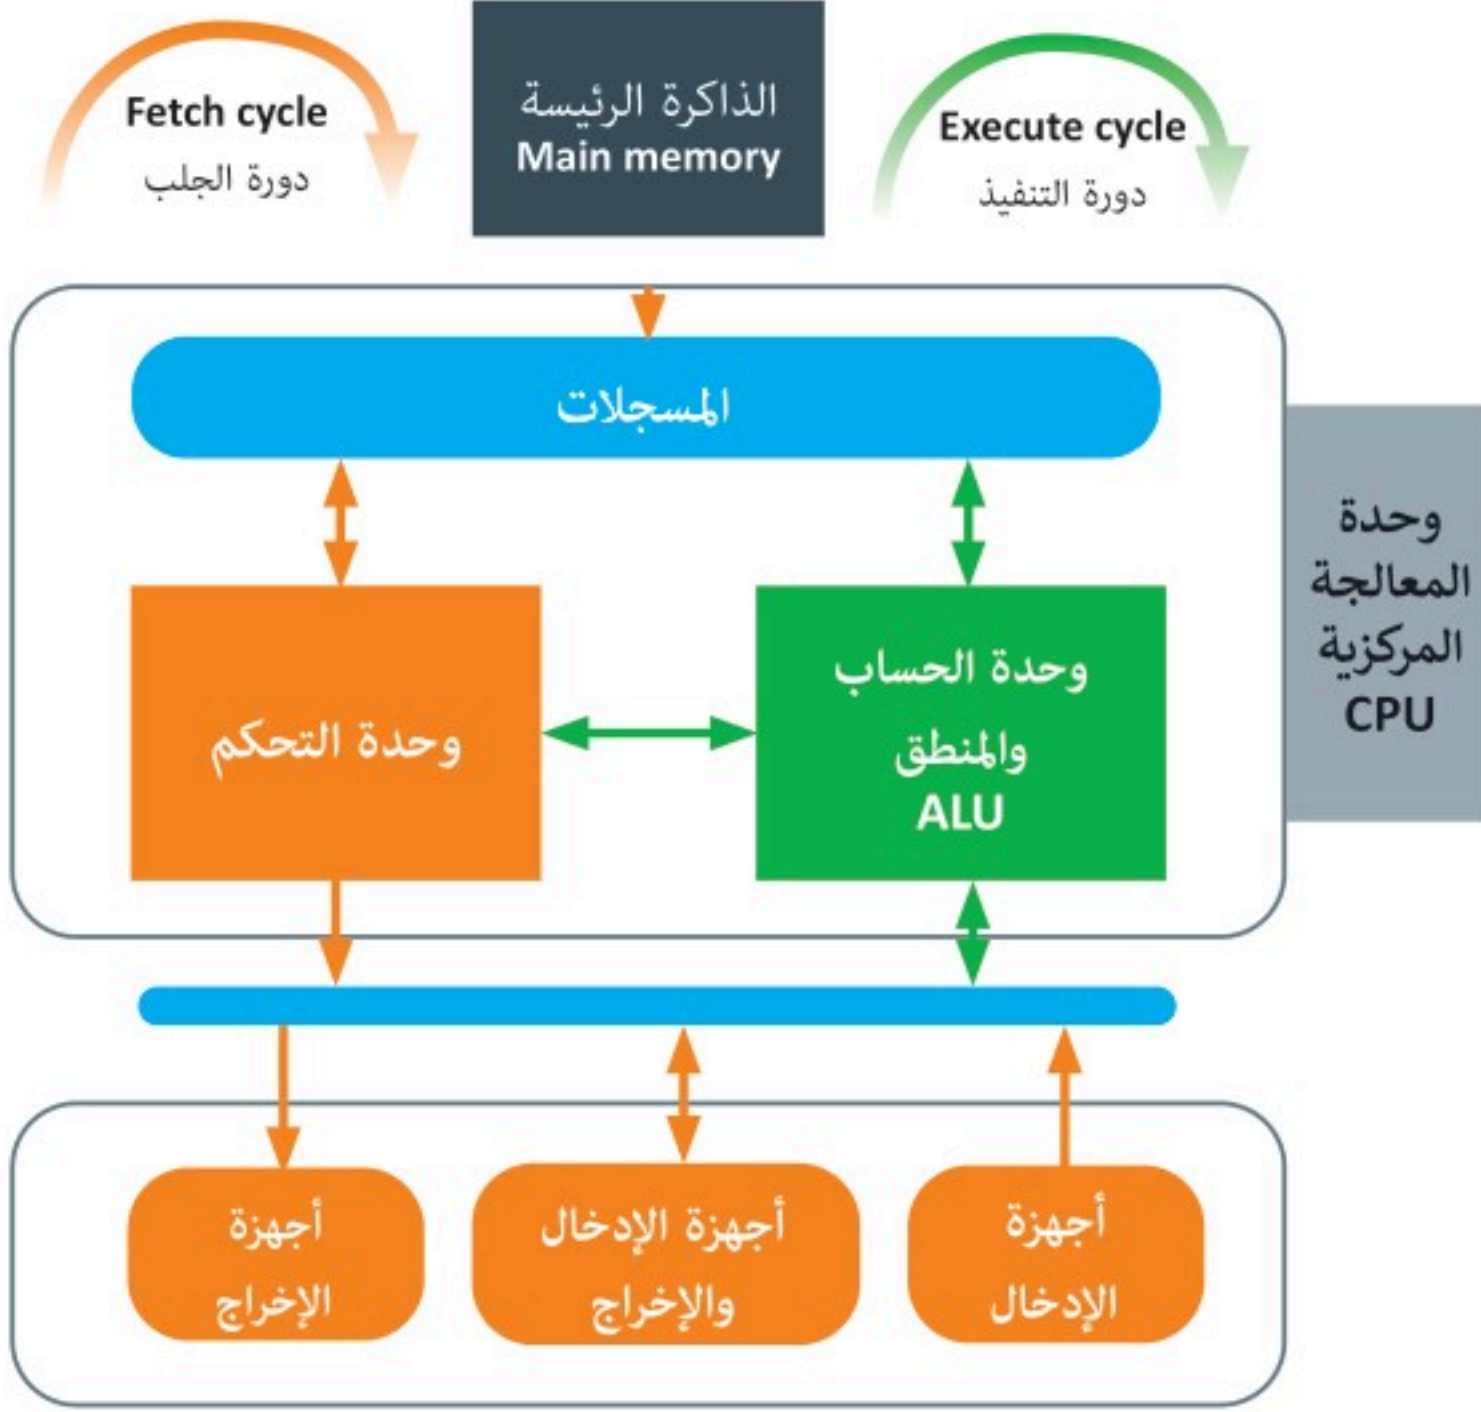 الذاكرة الرئيسة
Main memory
Fetch cycle
دورة الجلب
Execute cycle
دورة التنفيذ
المسجلات
وحدة
المعالجة
المركزية
CPU
وحدة الحساب
والمنطق
ALU
وحدة التحكم
أجهزة
الإدخال
أجهزة الإدخال
والإخراج
أجهزة
الإخراج